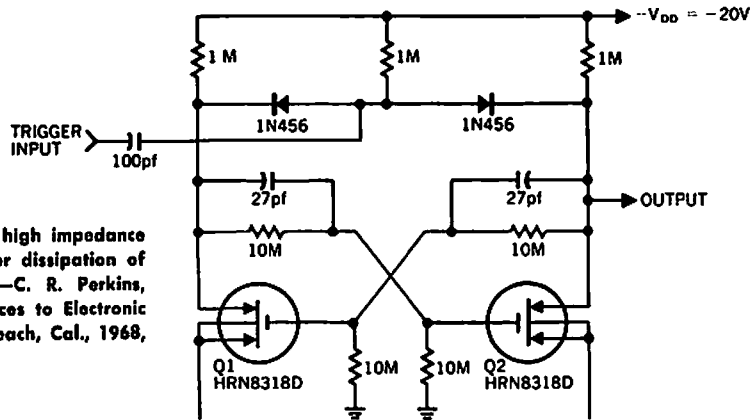 --V_DD = -20V
1 M
1M
1M
1N456
1N456
TRIGGER
INPUT
100pf
27pf
27pf
OUTPUT
10M
10M
high impedance
er dissipation of
—C. R. Perkins,
ces to Electronic
each, Cal., 1968,
Q1
HRN8318D
10M
10M
Q2
HRN8318D